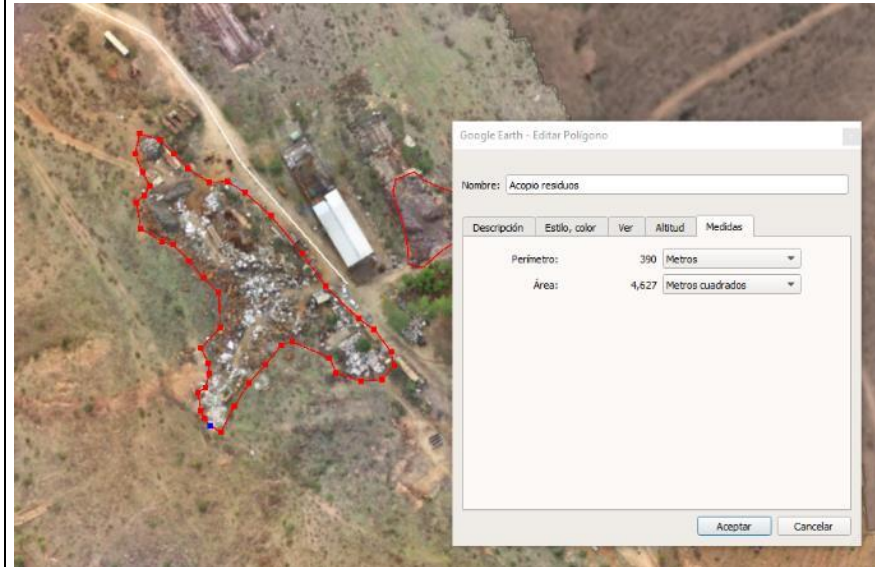 Google Earth - Editar Polígono
Nombre: Acopio residuos
Descripción Estilo, color Ver Altitud Medidas
Perímetro: 390 Metros
Área: 4,627 Metros cuadrados
Aceptar Cancelar